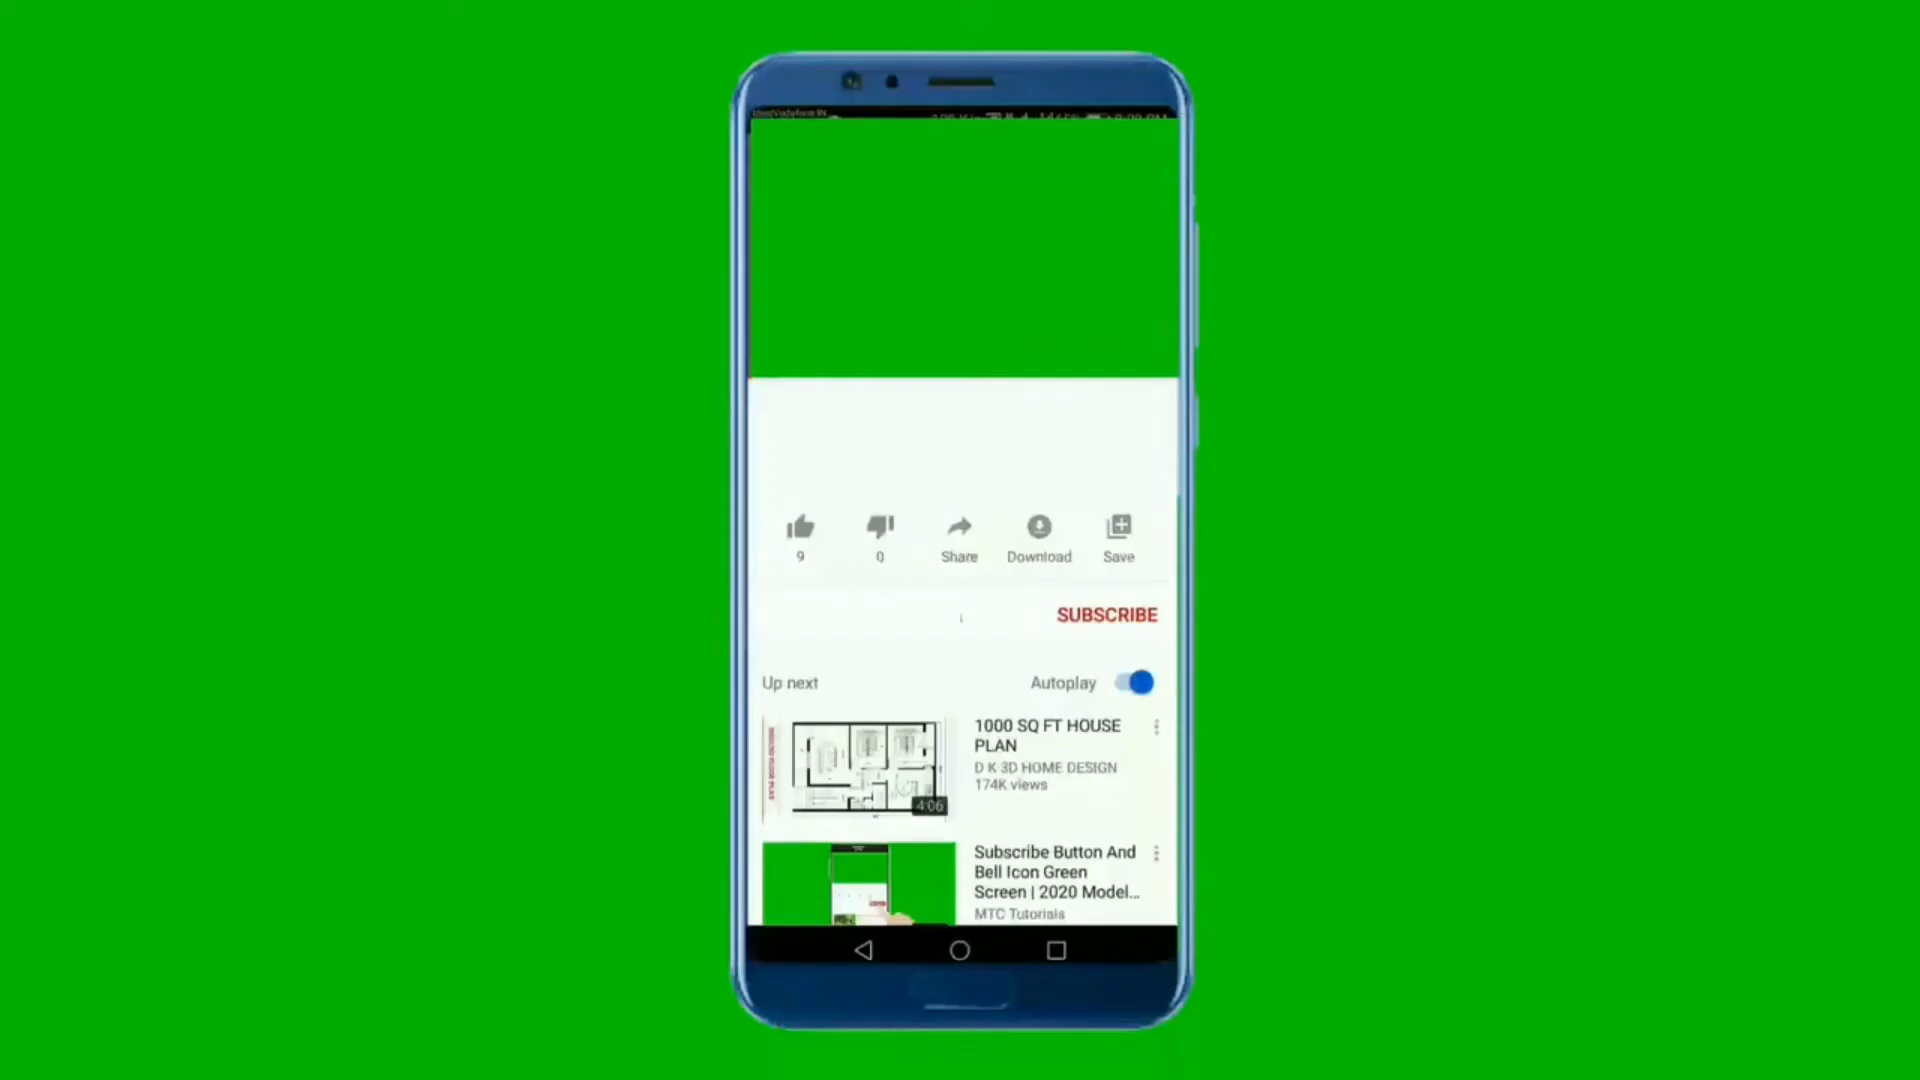 9
0
Share
Download
Save
SUBSCRIBE
Up next
Autoplay
1000 SQ FT HOUSE
PLAN
D K 3D HOME DESIGN
174K views
4:06
Subscribe Button And
Bell Icon Green
Screen | 2020 Model...
MTC Tutorials